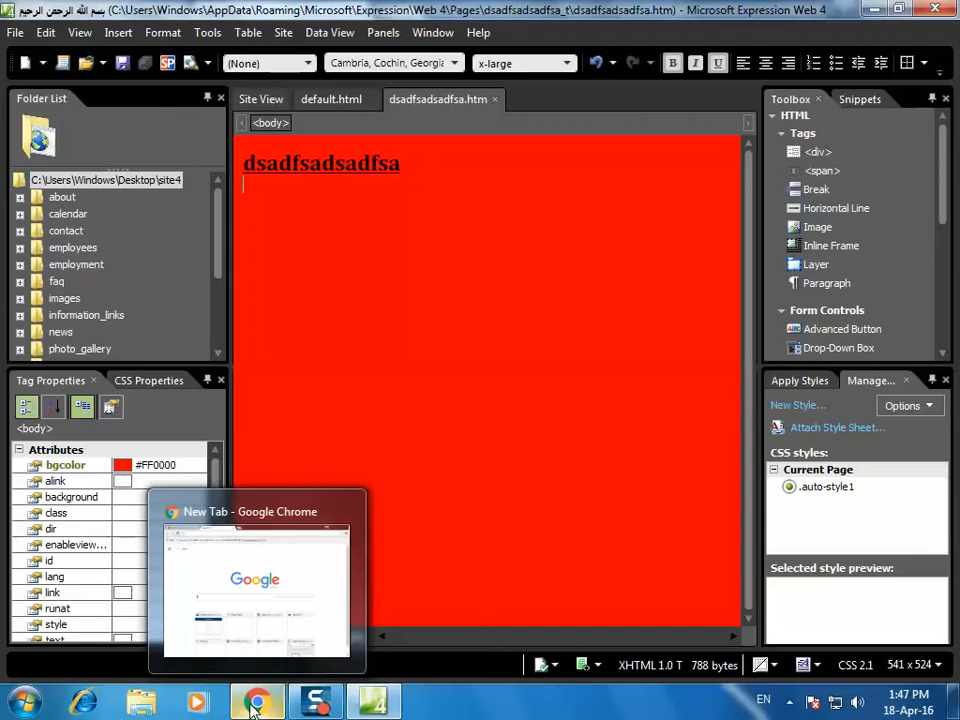 بسم الله الرحمن الرحيم (C:\Users\Windows\AppData\Roaming\Microsoft\Expression\Web 4\Pages\dsadfsadsadfsa_t\dsadfsadsadfsa.htm) - Microsoft Expression Web 4
File Edit View Insert Format Tools Table Site Data View Panels Window Help
(None) Cambria, Cochin, Georgia x-large B I U
Folder List
Site View default.html dsadfsadsadfsa.htm
<body>
C:\Users\Windows\Desktop\site4
about
calendar
contact
employees
employment
faq
images
information_links
news
photo_gallery
dsadfsadsadfsa
Toolbox Snippets
HTML
Tags
<div>
<span>
Break
Horizontal Line
Image
Inline Frame
Layer
Paragraph
Form Controls
Advanced Button
Drop-Down Box
Tag Properties CSS Properties
<body>
Attributes
bgcolor #FF0000
alink
background
class
dir
enableview...
id
lang
link
runat
style
text
New Tab - Google Chrome
Google
Apply Styles Manage...
New Style... Options
Attach Style Sheet...
CSS styles:
Current Page
.auto-style1
Selected style preview:
XHTML 1.0 T 788 bytes CSS 2.1 541 x 524
EN 1:47 PM
18-Apr-16